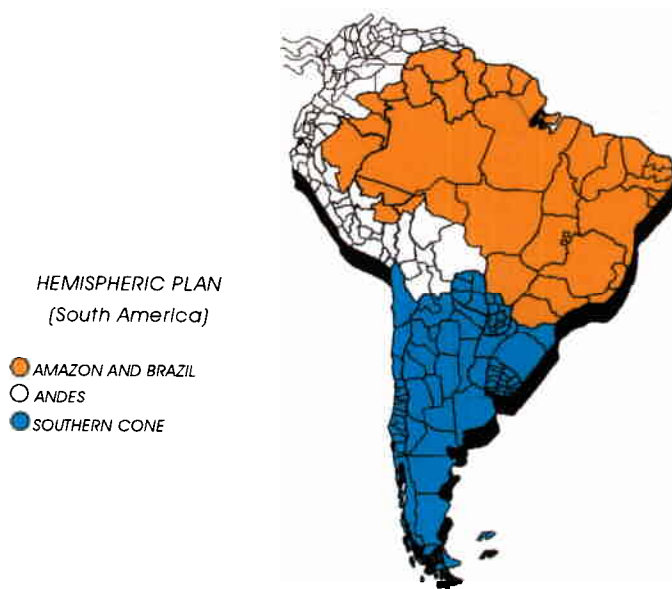 HEMISPHERIC PLAN
(South America)
AMAZON AND BRAZIL
ANDES
SOUTHERN CONE